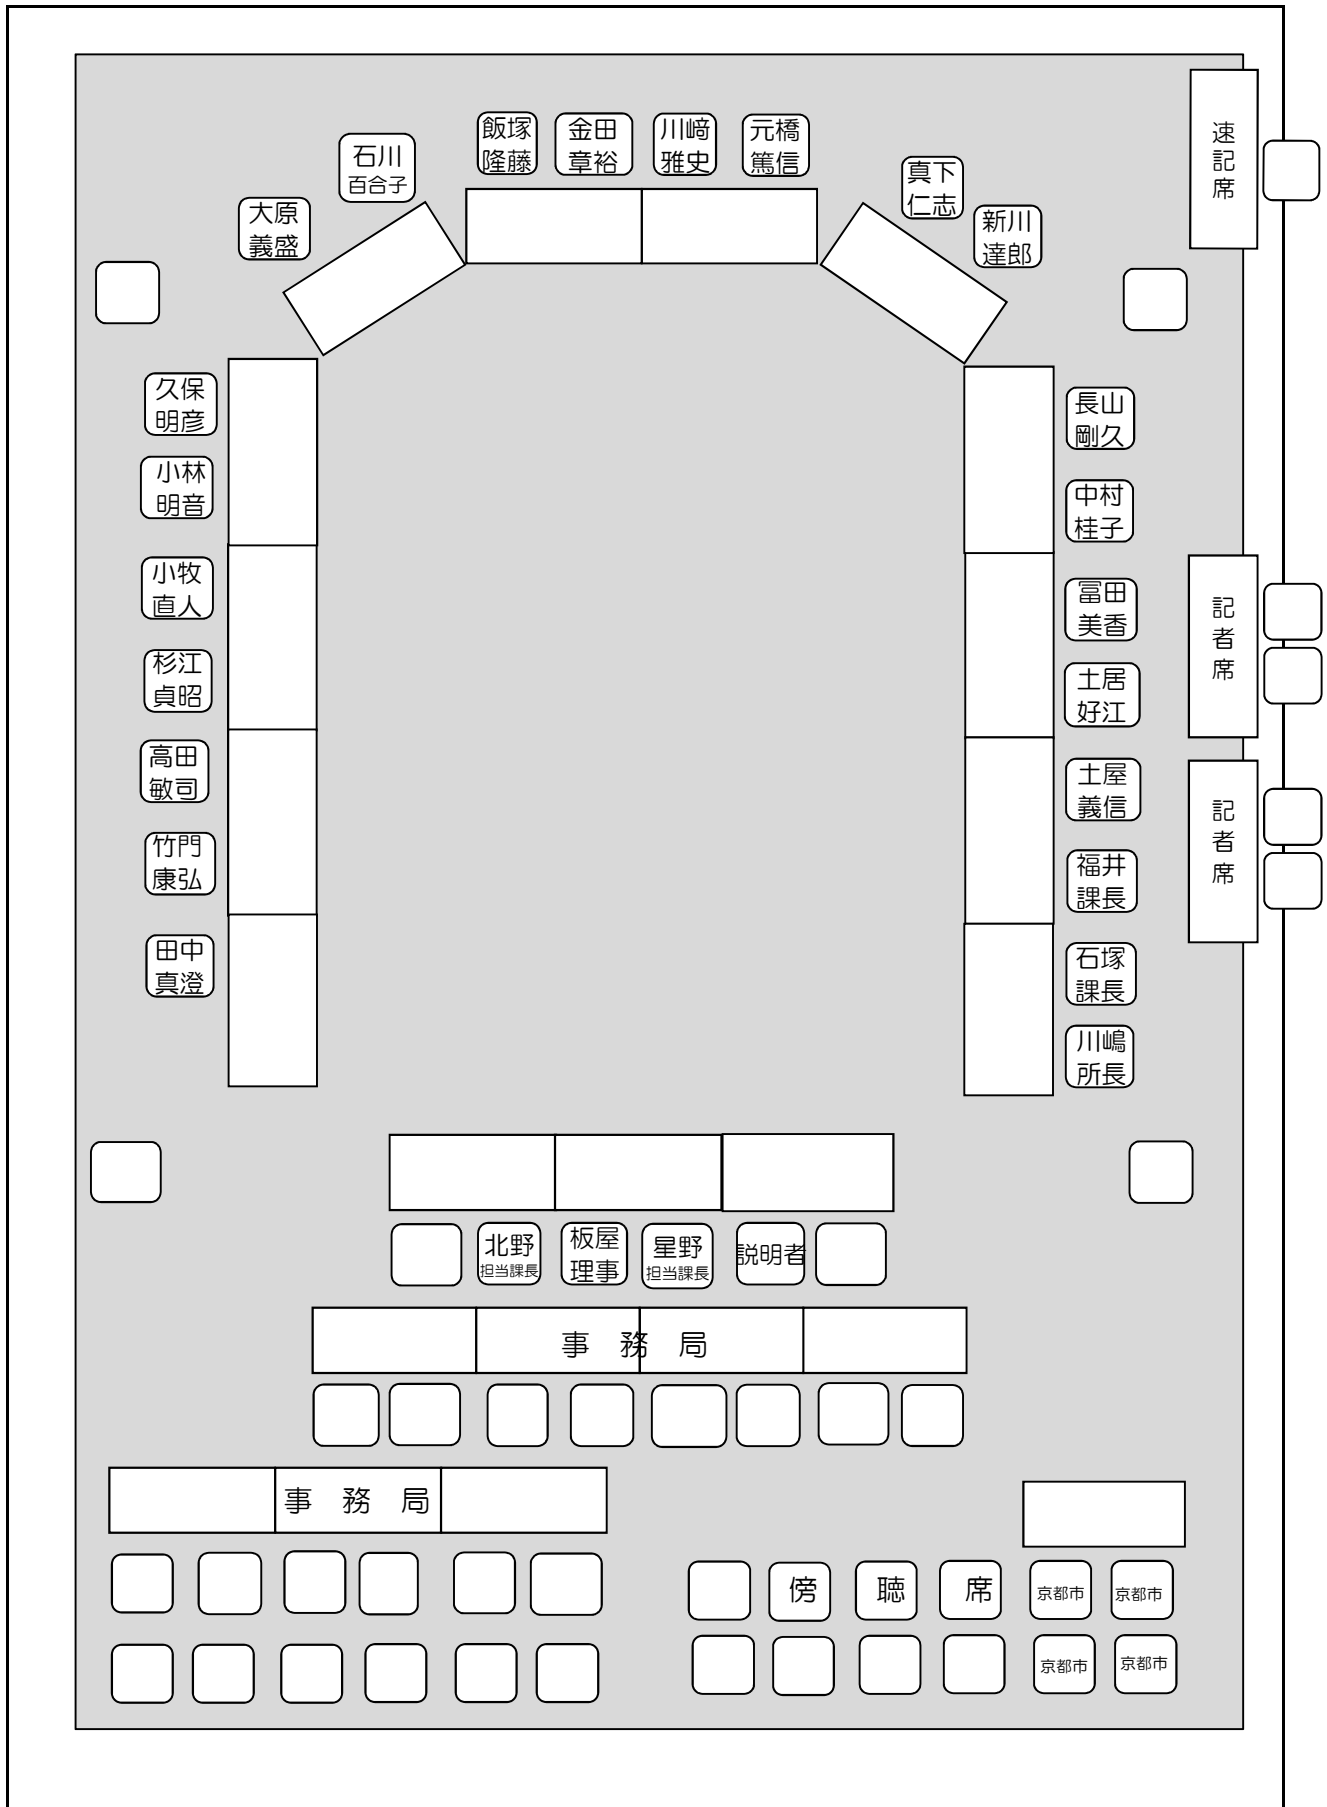 飯塚
隆藤
金田
章裕
川﨑
雅史
元橋
篤信
石川
百合子
真下
仁志
大原
義盛
新川
達郎
速記席
久保
明彦
長山
剛久
小林
明音
中村
桂子
小牧
直人
冨田
美香
記者席
杉江
貞昭
土居
好江
高田
敏司
土屋
義信
記者席
竹門
康弘
福井
課長
田中
真澄
石塚
課長
川嶋
所長
北野
担当課長
板屋
理事
星野
担当課長
説明者
事 務 局
事 務 局
傍 聴 席
京都市
京都市
京都市
京都市